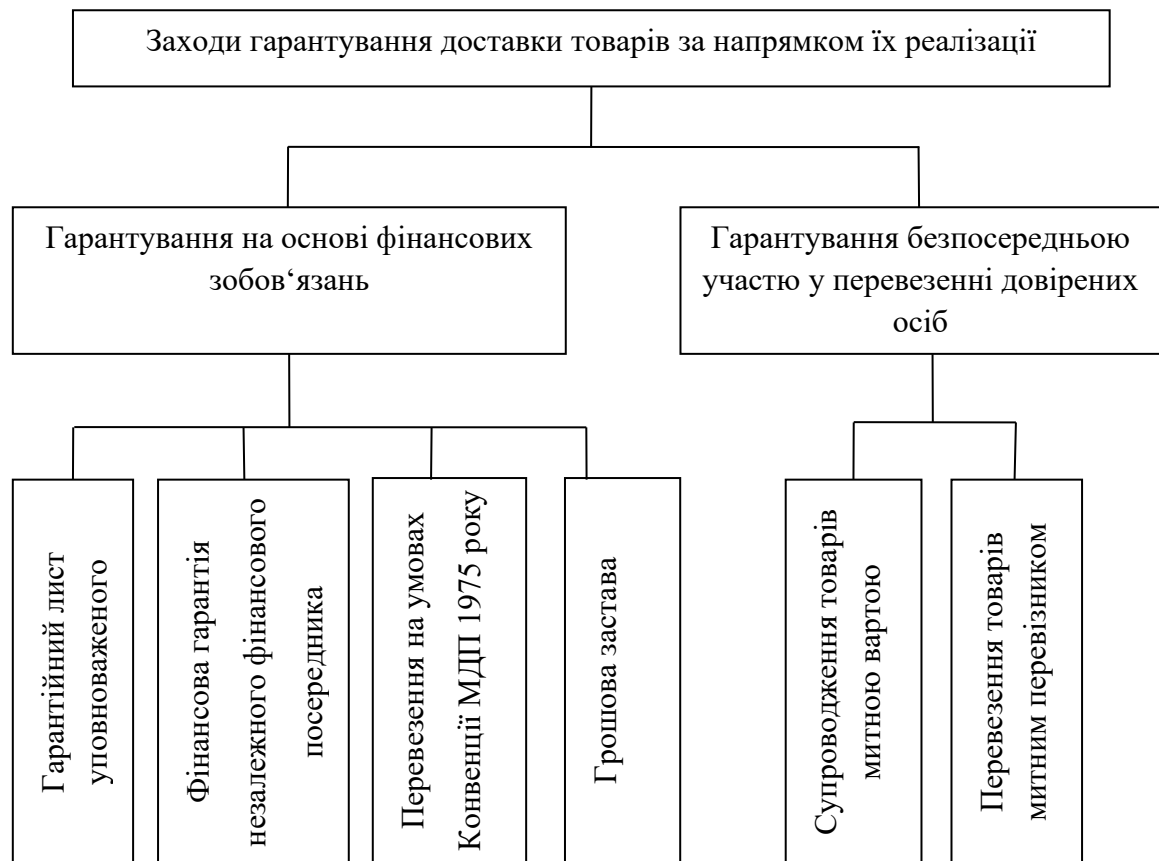 Заходи гарантування доставки товарів за напрямком їх реалізації
Гарантування на основі фінансових
зобов‘язань
Гарантування безпосередньою
участю у перевезенні довірених
осіб
Гарантійний лист
уповноваженого
Фінансова гарантія
незалежного фінансового
посередника
Перевезення на умовах
Конвенції МДП 1975 року
Грошова застава
Супроводження товарів
митною вартою
Перевезення товарів
митним перевізником